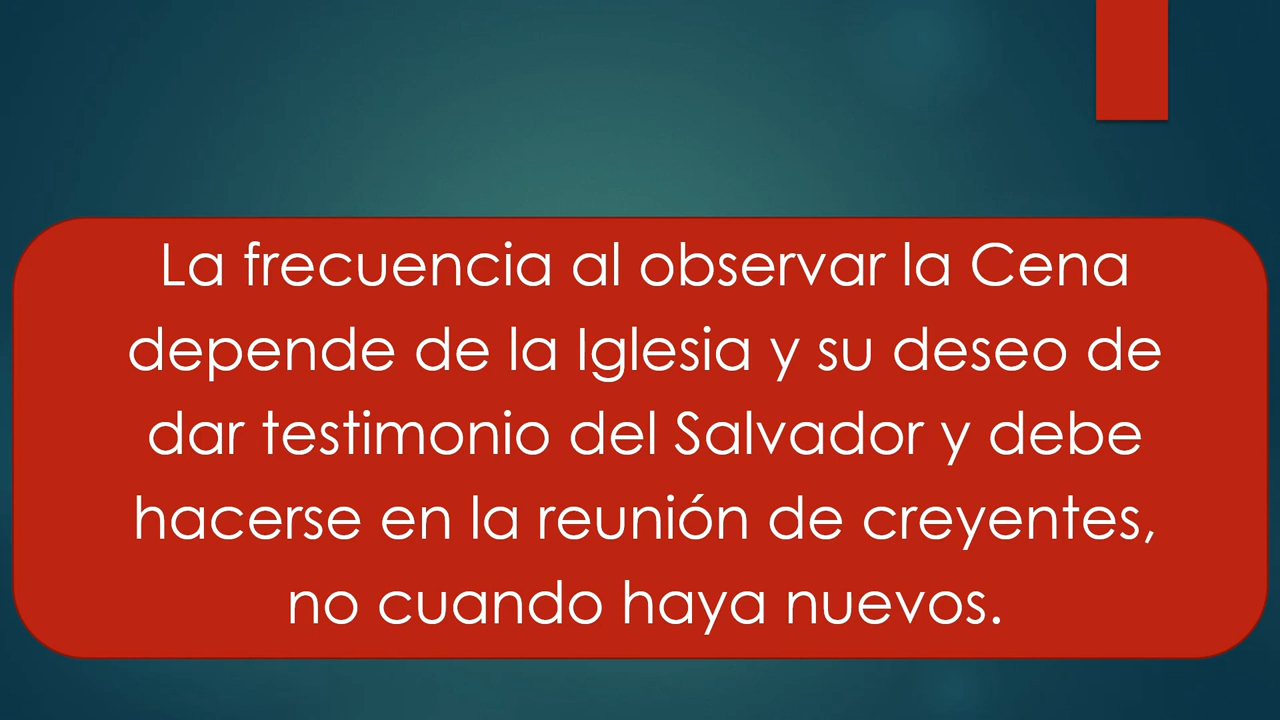 La frecuencia al observar la Cena
depende de la Iglesia y su deseo de
dar testimonio del Salvador y debe
hacerse en la reunión de creyentes,
no cuando haya nuevos.